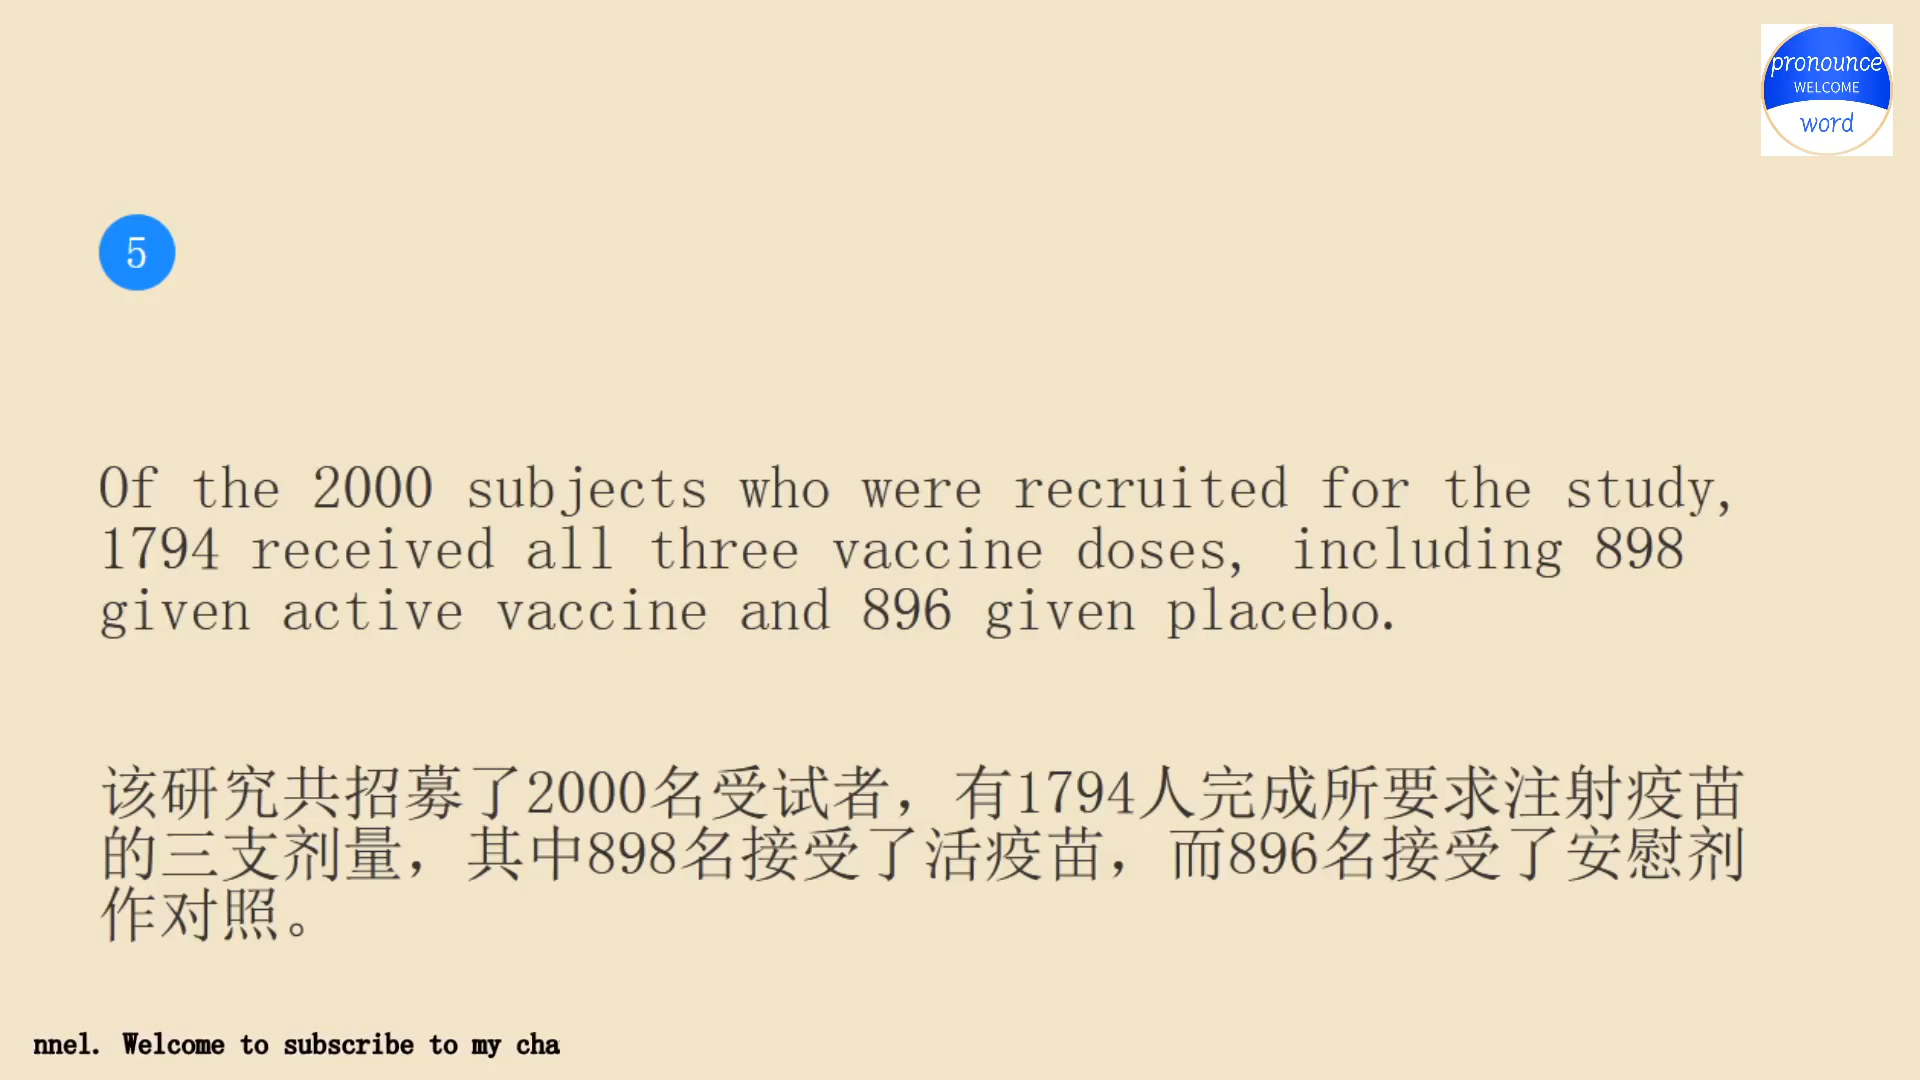 pronounce
WELCOME
word
5
Of the 2000 subjects who were recruited for the study,
1794 received all three vaccine doses, including 898
given active vaccine and 896 given placebo.
该研究共招募了2000名受试者，有1794人完成所要求注射疫苗
的三支剂量，其中898名接受了活疫苗，而896名接受了安慰剂
作对照。
nnel. Welcome to subscribe to my cha